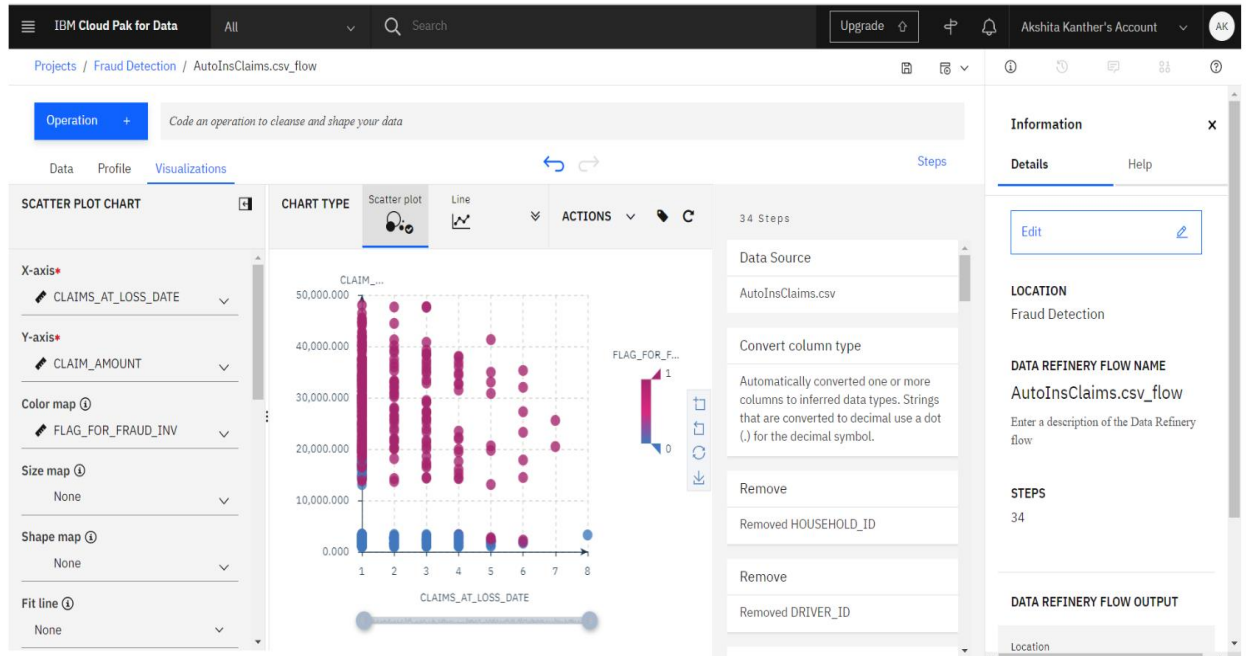 IBM Cloud Pak for Data
All
Search
Upgrade
Akshita Kanther's Account
AK
Projects / Fraud Detection / AutoInsClaims.csv_flow
Operation +
Code an operation to cleanse and shape your data
Data
Profile
Visualizations
Steps
SCATTER PLOT CHART
X-axis*
CLAIMS_AT_LOSS_DATE
Y-axis*
CLAIM_AMOUNT
Color map
FLAG_FOR_FRAUD_INV
Size map
None
Shape map
None
Fit line
None
CHART TYPE
Scatter plot
Line
ACTIONS
CLAIM_...
50,000.000
40,000.000
30,000.000
20,000.000
10,000.000
0.000
1 2 3 4 5 6 7 8
CLAIMS_AT_LOSS_DATE
FLAG_FOR_F...
1
0
34 Steps
Data Source
AutoInsClaims.csv
Convert column type
Automatically converted one or more
columns to inferred data types. Strings
that are converted to decimal use a dot
(.) for the decimal symbol.
Remove
Removed HOUSEHOLD_ID
Remove
Removed DRIVER_ID
Information
x
Details
Help
Edit
LOCATION
Fraud Detection
DATA REFINERY FLOW NAME
AutoInsClaims.csv_flow
Enter a description of the Data Refinery
flow
STEPS
34
DATA REFINERY FLOW OUTPUT
Location